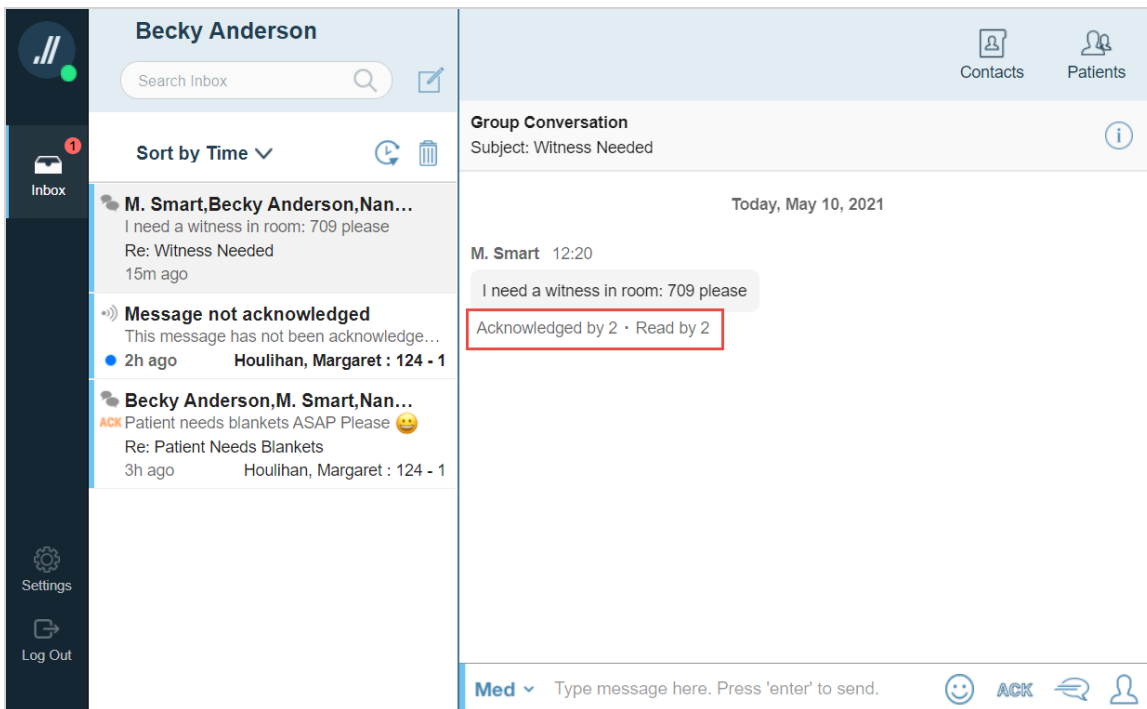 Becky Anderson
Search Inbox
Contacts
Patients
1
Inbox
Sort by Time
M. Smart,Becky Anderson,Nan...
I need a witness in room: 709 please
Re: Witness Needed
15m ago
Message not acknowledged
This message has not been acknowledge...
2h ago Houlihan, Margaret : 124 - 1
Becky Anderson,M. Smart,Nan...
ACK Patient needs blankets ASAP Please 😀
Re: Patient Needs Blankets
3h ago Houlihan, Margaret : 124 - 1
Settings
Log Out
Group Conversation
Subject: Witness Needed
Today, May 10, 2021
M. Smart 12:20
I need a witness in room: 709 please
Acknowledged by 2 · Read by 2
Med Type message here. Press 'enter' to send. ACK